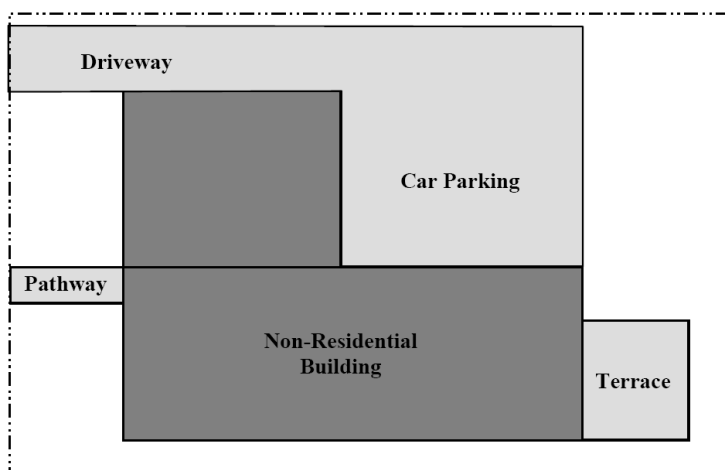 Driveway
Car Parking
Pathway
Non-Residential
Building
Terrace